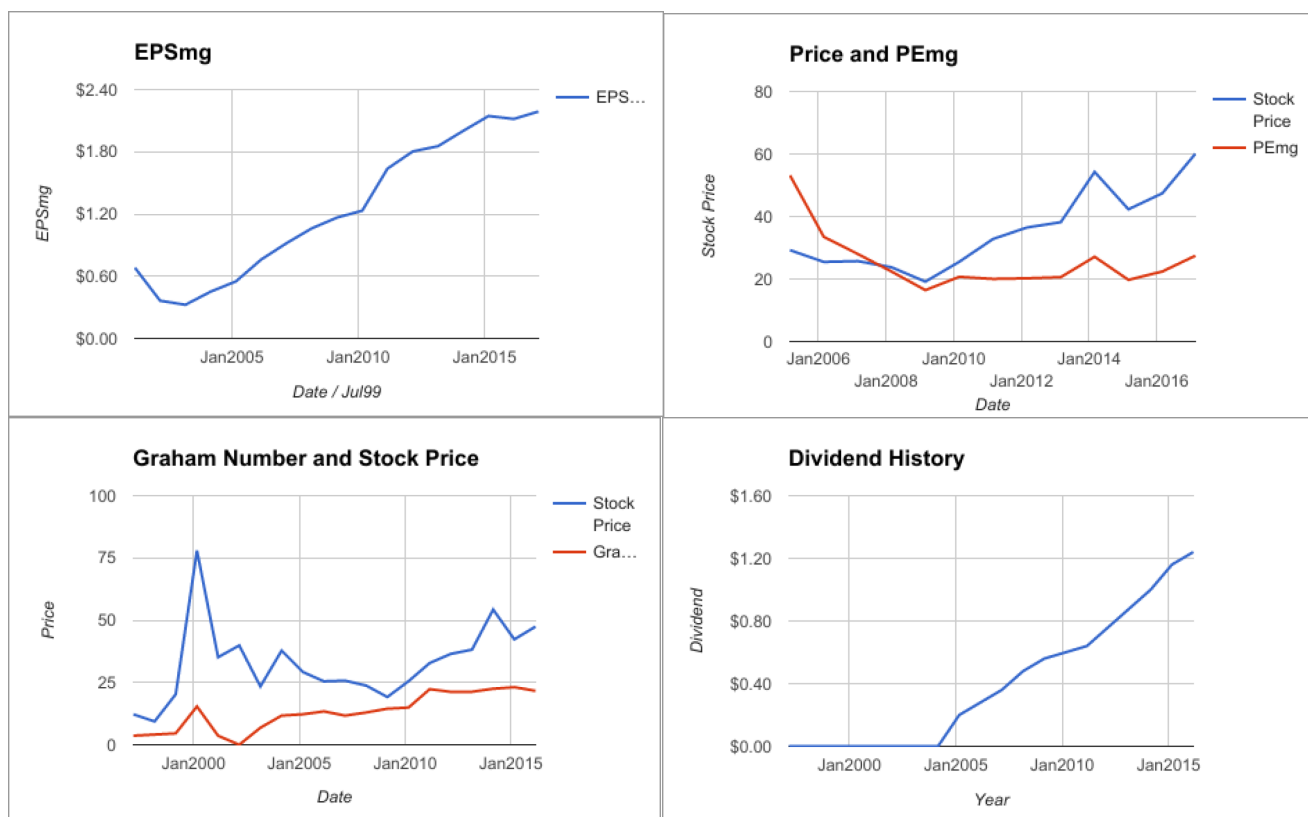 EPSmg
$2.40
$1.80
$1.20
$0.60
$0.00
EPSmg
EPS…
Jan2005
Jan2010
Jan2015
Date / Jul99
Price and PEmg
80
60
40
20
0
Stock Price
Stock
Price
PEmg
Jan2006
Jan2010
Jan2014
Jan2008
Jan2012
Jan2016
Date
Graham Number and Stock Price
100
75
50
25
0
Price
Stock
Price
Gra…
Jan2000
Jan2005
Jan2010
Jan2015
Date
Dividend History
$1.60
$1.20
$0.80
$0.40
$0.00
Dividend
Jan2000
Jan2005
Jan2010
Jan2015
Year